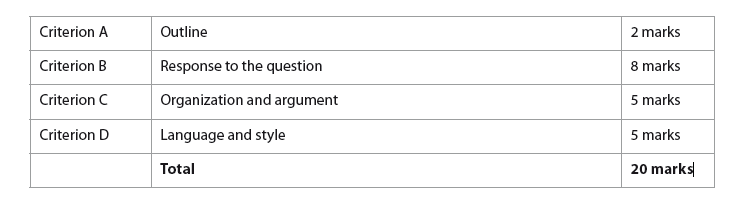 Criterion A Outline 2 marks
Criterion B Response to the question 8 marks
Criterion C Organization and argument 5 marks
Criterion D Language and style 5 marks
Total 20 marks